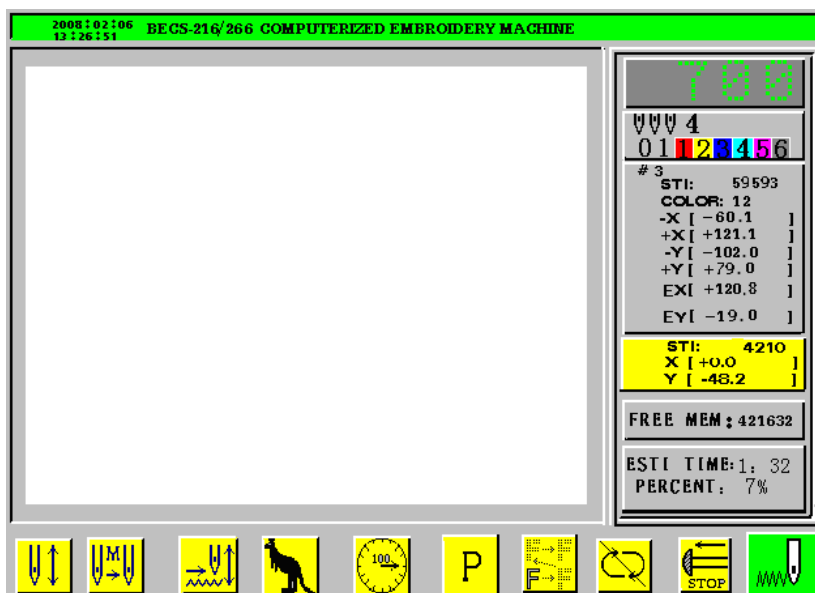 2008:02:06
13:26:51
BECS-216/266 COMPUTERIZED EMBROIDERY MACHINE
700
4
0 1 1 2 3 4 5 6
# 3
STI: 59593
COLOR: 12
-X [ -60.1 ]
+X [ +121.1 ]
-Y [ -102.0 ]
+Y [ +79.0 ]
EX[ +120.8 ]
EY[ -19.0 ]
STI: 4210
X [ +0.0 ]
Y [ -48.2 ]
FREE MEM: 421632
ESTI TIME: 1: 32
PERCENT: 7%
M
100
P
F
STOP